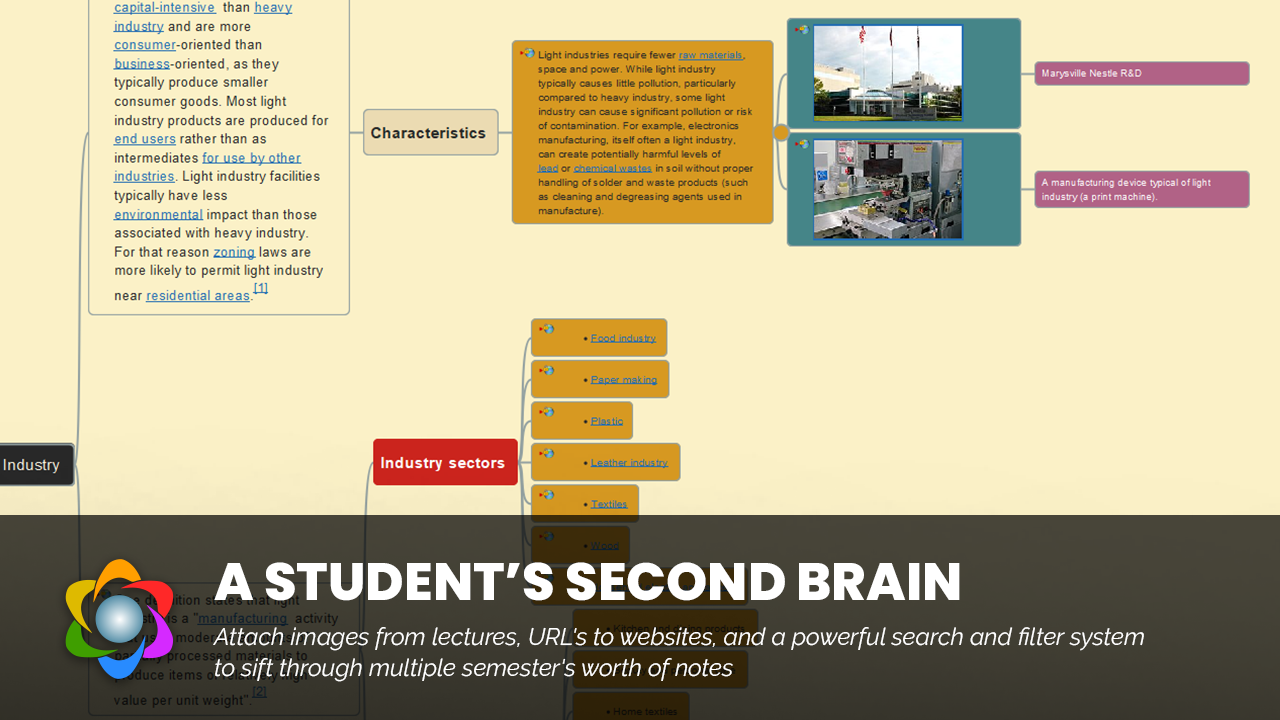 capital-intensive than heavy
industry and are more
consumer-oriented than
business-oriented, as they
typically produce smaller
consumer goods. Most light
industry products are produced for
end users rather than as
intermediates for use by other
industries. Light industry facilities
typically have less
environmental impact than those
associated with heavy industry.
For that reason zoning laws are
more likely to permit light industry
near residential areas.[1]
Characteristics
Light industries require fewer raw materials,
space and power. While light industry
typically causes little pollution, particularly
compared to heavy industry, some light
industry can cause significant pollution or risk
of contamination. For example, electronics
manufacturing, itself often a light industry,
can create potentially harmful levels of
lead or chemical wastes in soil without proper
handling of solder and waste products (such
as cleaning and degreasing agents used in
manufacture).
Marysville Nestle R&D
A manufacturing device typical of light
industry (a print machine).
Industry
Industry sectors
• Food industry
• Paper making
• Plastic
• Leather industry
• Textiles
• Wood
definition states that light
is a "manufacturing activity
processed materials to
produce items of relatively high
value per unit weight".[2]
• Kitchen and dining products
• Home textiles
A STUDENT’S SECOND BRAIN
Attach images from lectures, URL's to websites, and a powerful search and filter system
to sift through multiple semester's worth of notes